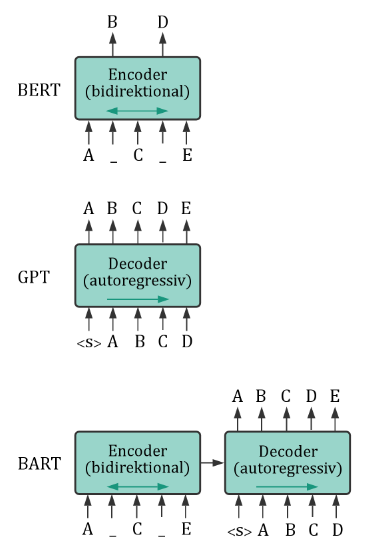 B D
BERT
Encoder
(bidirektional)
A _ C _ E
A B C D E
GPT
Decoder
(autoregressiv)
<s> A B C D
A B C D E
BART
Encoder
(bidirektional)
Decoder
(autoregressiv)
A _ C _ E
<s> A B C D